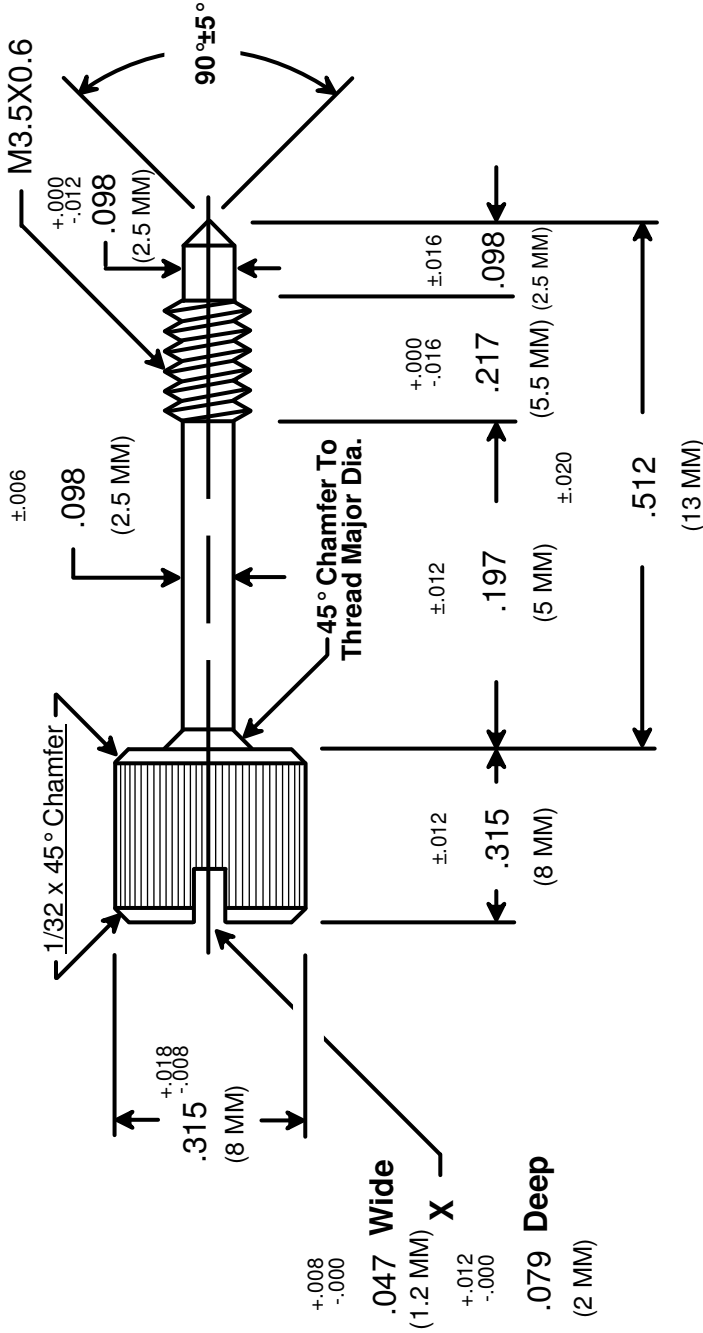 1/32 x 45° Chamfer
±.006
.098
(2.5 MM)
M3.5X0.6
+.000
-.012
.098
(2.5 MM)
90°±5°
45° Chamfer To
Thread Major Dia.
+.018
-.008
.315
(8 MM)
+.008
-.000
.047 Wide
(1.2 MM) X
+.012
-.000
.079 Deep
(2 MM)
±.012
.315
(8 MM)
±.012
.197
(5 MM)
+.000
-.016
.217
(5.5 MM)
±.016
.098
(2.5 MM)
±.020
.512
(13 MM)